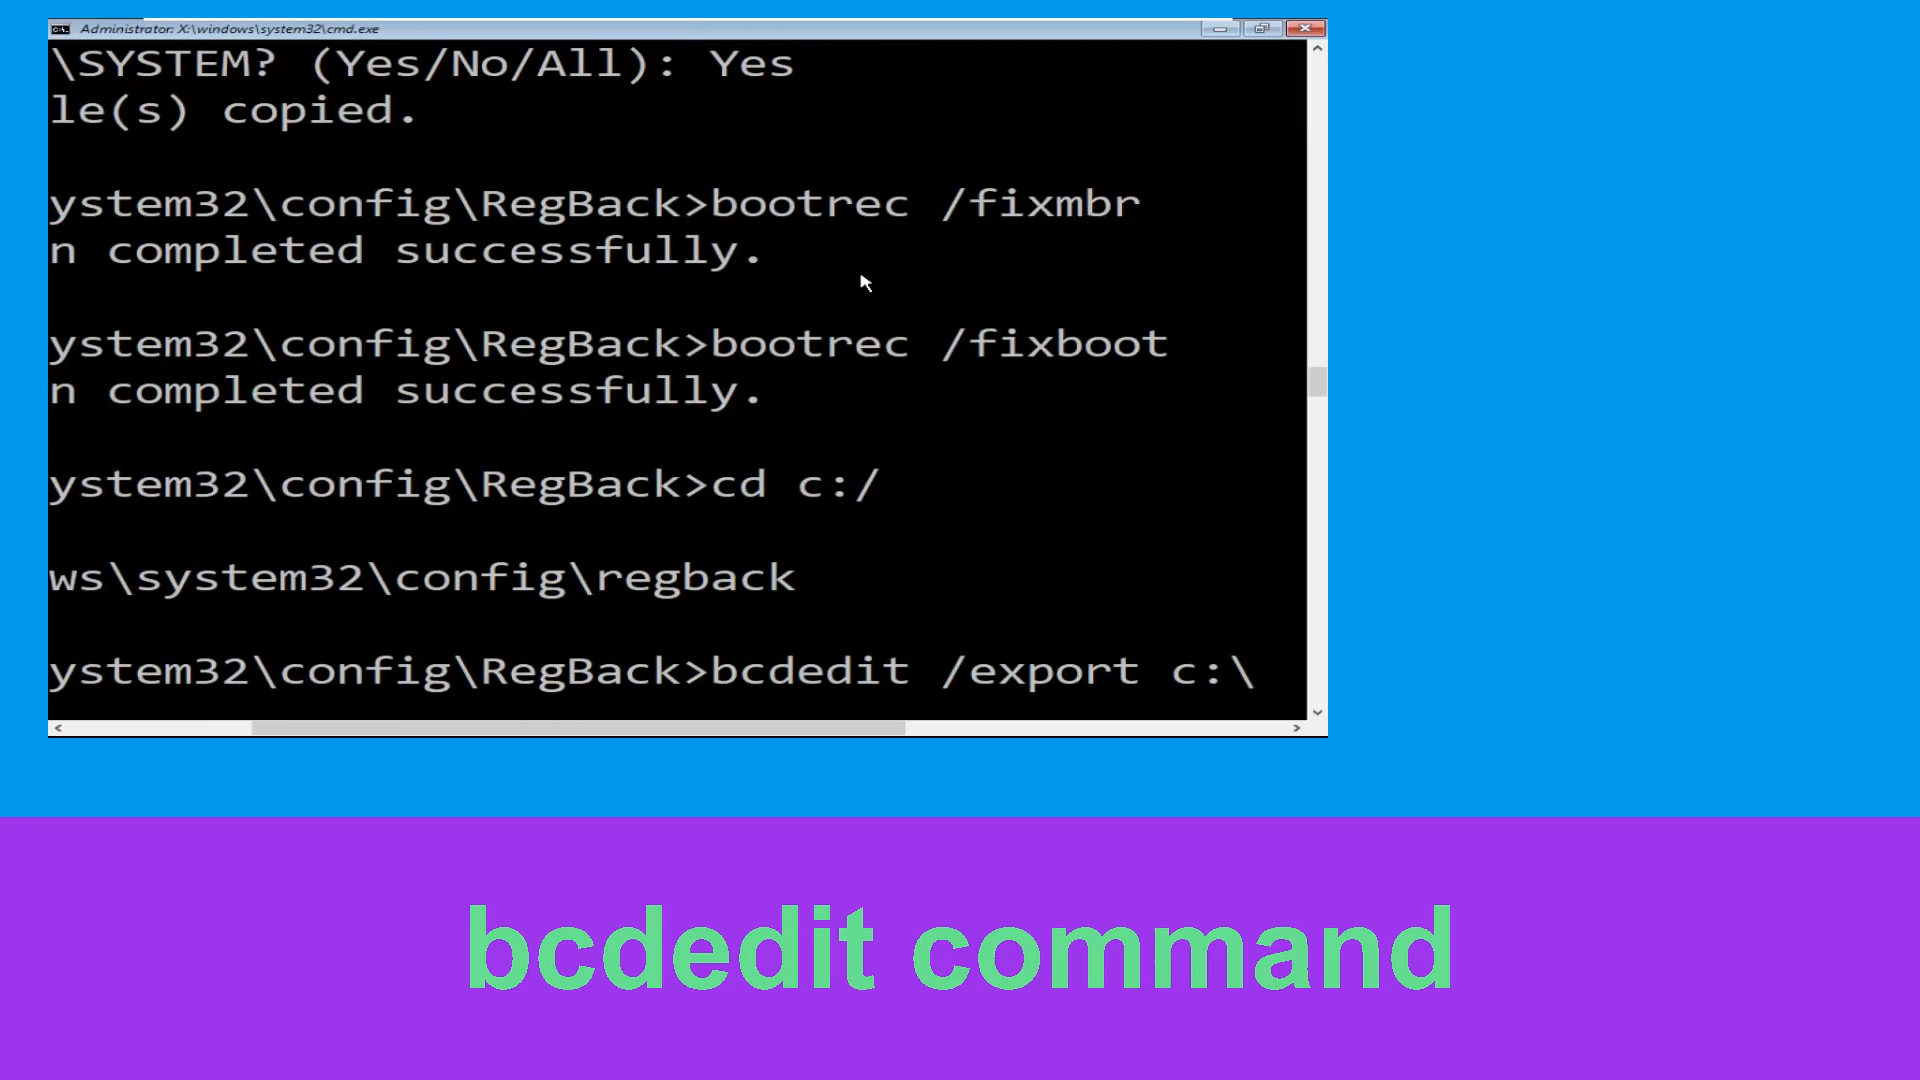 Administrator: X:\windows\system32\cmd.exe
\SYSTEM? (Yes/No/All): Yes
le(s) copied.
ystem32\config\RegBack>bootrec /fixmbr
n completed successfully.
ystem32\config\RegBack>bootrec /fixboot
n completed successfully.
ystem32\config\RegBack>cd c:/
ws\system32\config\regback
ystem32\config\RegBack>bcdedit /export c:\
bcdedit command